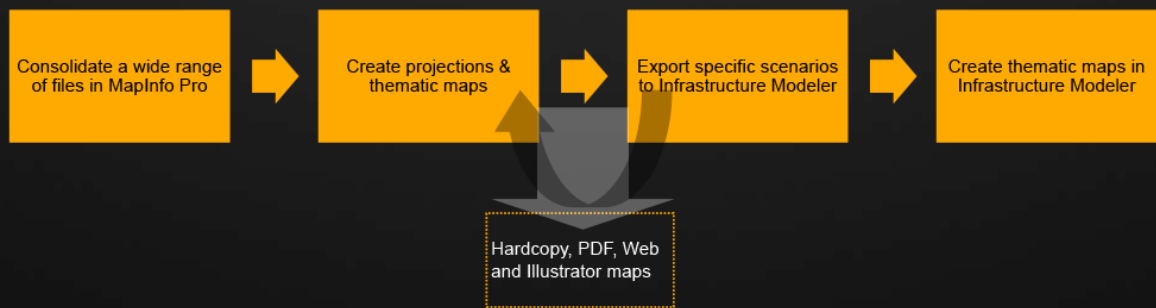 Consolidate a wide range
of files in MapInfo Pro
Create projections &
thematic maps
Export specific scenarios
to Infrastructure Modeler
Create thematic maps in
Infrastructure Modeler
Hardcopy, PDF, Web
and Illustrator maps